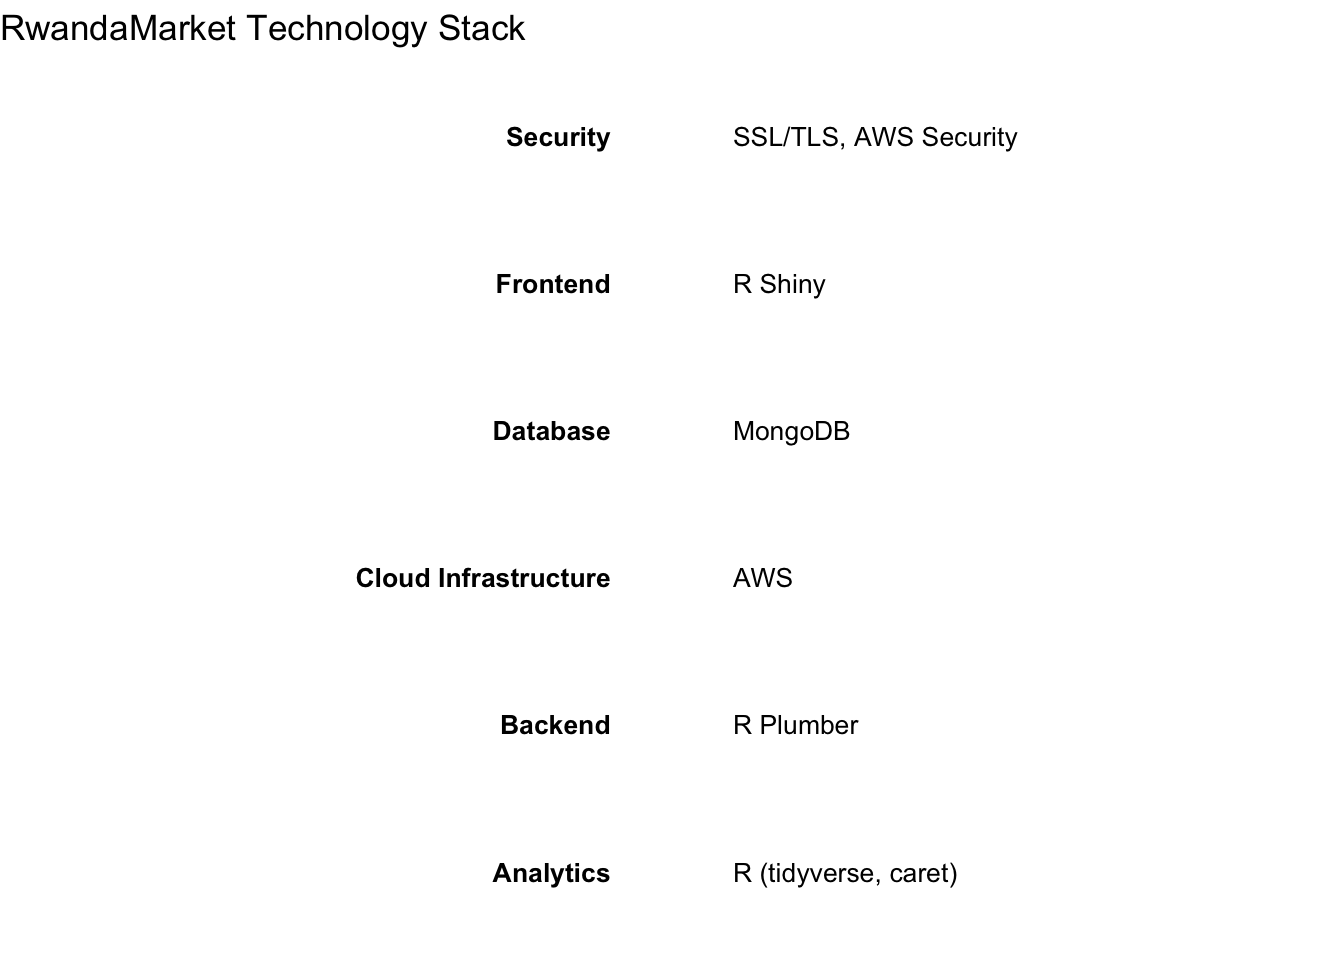 RwandaMarket Technology Stack
Security SSL/TLS, AWS Security
Frontend R Shiny
Database MongoDB
Cloud Infrastructure AWS
Backend R Plumber
Analytics R (tidyverse, caret)